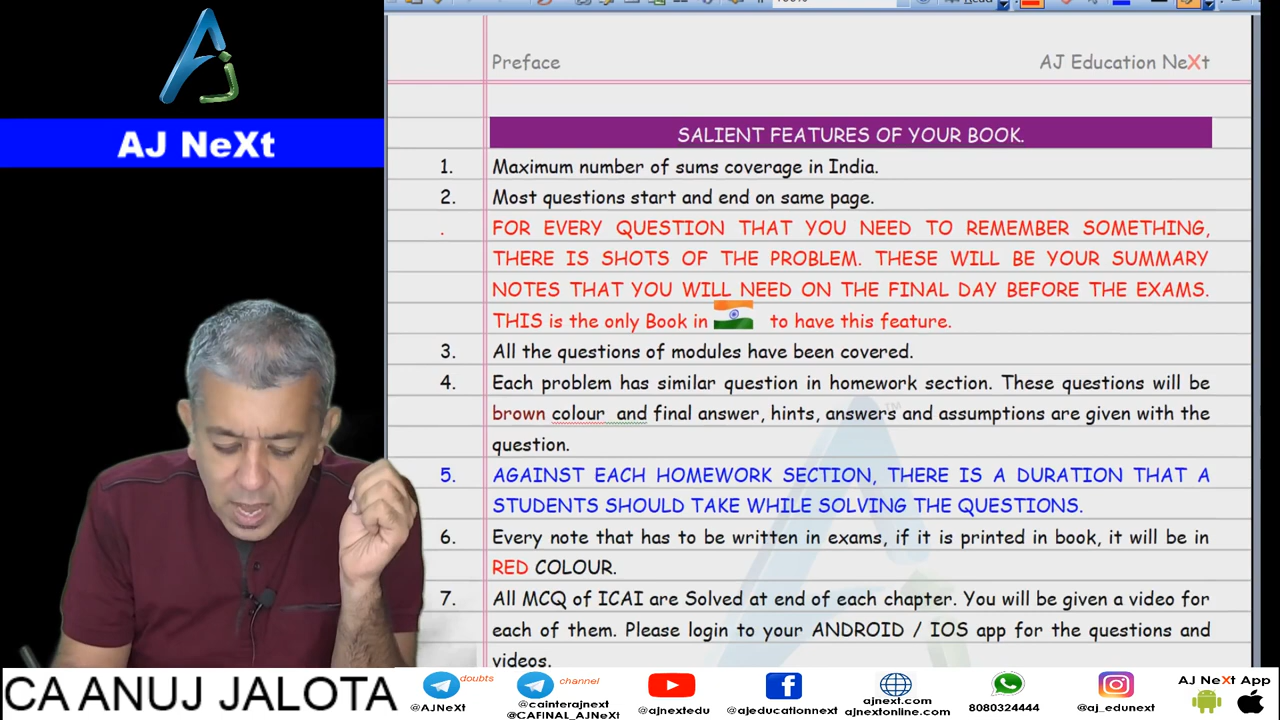 Preface
AJ Education NeXt
AJ NeXt
SALIENT FEATURES OF YOUR BOOK.
1. Maximum number of sums coverage in India.
2. Most questions start and end on same page.
. FOR EVERY QUESTION THAT YOU NEED TO REMEMBER SOMETHING,
THERE IS SHOTS OF THE PROBLEM. THESE WILL BE YOUR SUMMARY
NOTES THAT YOU WILL NEED ON THE FINAL DAY BEFORE THE EXAMS.
THIS is the only Book in to have this feature.
3. All the questions of modules have been covered.
4. Each problem has similar question in homework section. These questions will be
brown colour and final answer, hints, answers and assumptions are given with the
question.
5. AGAINST EACH HOMEWORK SECTION, THERE IS A DURATION THAT A
STUDENTS SHOULD TAKE WHILE SOLVING THE QUESTIONS.
6. Every note that has to be written in exams, if it is printed in book, it will be in
RED COLOUR.
7. All MCQ of ICAI are Solved at end of each chapter. You will be given a video for
each of them. Please login to your ANDROID / IOS app for the questions and
videos.
CA ANUJ JALOTA
doubts
@AJNeXt
channel
@cainterajnext
@CAFINAL_AJNeXt
@ajnextedu
@ajeducationnext
ajnext.com
ajnextonline.com
8080324444
@aj_edunext
AJ NeXt App